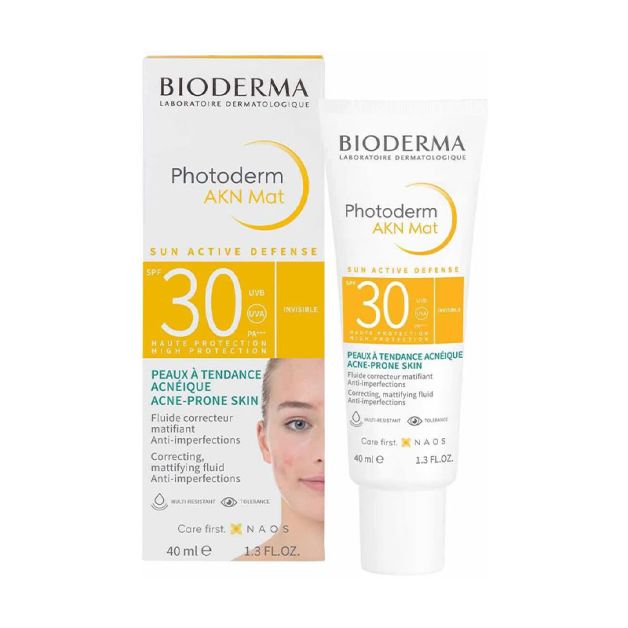 BIODERMA
LABORATOIRE DERMATOLOGIQUE
Photoderm
AKN Mat
SUN ACTIVE DEFENSE
SPF 30 UVB
UVA
PA+++
INVISIBLE
HAUTE PROTECTION
HIGH PROTECTION
PEAUX À TENDANCE
ACNÉIQUE
ACNE-PRONE SKIN
Fluide correcteur
matifiant
Anti-imperfections
Correcting,
mattifying fluid
Anti-imperfections
MULTI-RESISTANT TOLERANCE
Care first. NAOS
40 ml e 1.3 FL.OZ.
BIODERMA
LABORATOIRE DERMATOLOGIQUE
Photoderm
AKN Mat
SUN ACTIVE DEFENSE
SPF 30 UVB
UVA
PA+++
INVISIBLE
HAUTE PROTECTION
HIGH PROTECTION
PEAUX À TENDANCE ACNÉIQUE
ACNE-PRONE SKIN
Fluide correcteur matifiant
Anti-imperfections
Correcting, mattifying fluid
Anti-imperfections
MULTI-RESISTANT TOLERANCE
Care first. NAOS
40 ml e 1.3 FL.OZ.